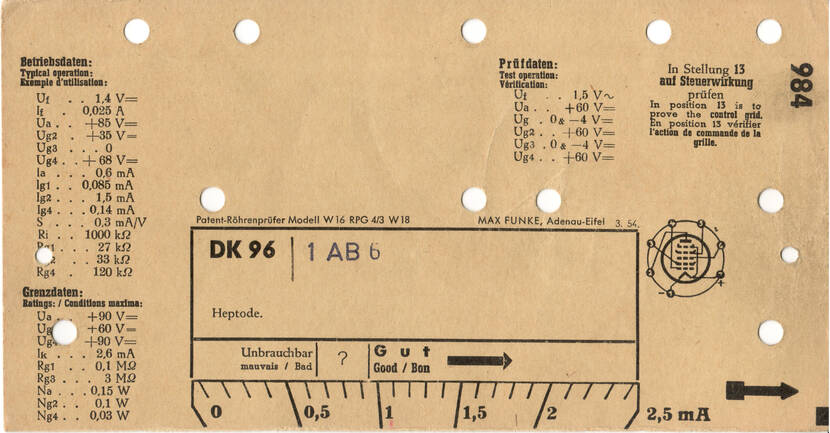 Betriebsdaten:
Typical operation:
Exemple d'utilisation:
Uf . . 1,4 V=
If . 0,025 A
Ua . . +85 V=
Ug2 . +35 V=
Ug3 . . . 0
Ug4 . . + 68 V=
Ia . . . 0,6 mA
Ig1 . 0,085 mA
Ig2 . . 1,5 mA
Ig4 . . 0,14 mA
S . . . 0,3 mA/V
Ri . . 1000 kΩ
27 kΩ
33 kΩ
Rg4 . 120 kΩ
Grenzdaten:
Ratings: / Conditions maxima:
Ua . . +90 V=
+60 V=
+90 V=
Ik . . . 2,6 mA
Rg1 . . 0,1 MΩ
Rg3 . . . 3 MΩ
Na . . 0,15 W
Ng2 . . 0,1 W
Ng4 . . 0,03 W
Prüfdaten:
Test operation:
Vérification:
Uf . 1,5 V~
Ua . . +60 V=
Ug . 0 & -4 V=
Ug2 . . +60 V=
Ug3 . 0 & -4 V=
Ug4 . . +60 V=
In Stellung 13
auf Steuerwirkung
prüfen
In position 13 is to
prove the control grid.
En position 13 vérifier
l'action de commande de la
grille.
984
Patent-Röhrenprüfer Modell W 16 RPG 4/3 W 18 MAX FUNKE, Adenau-Eifel 3. 54.
DK 96 1 AB 6
Heptode.
Unbrauchbar ? Gut
mauvais / Bad Good / Bon
0 0,5 1 1,5 2 2,5 mA